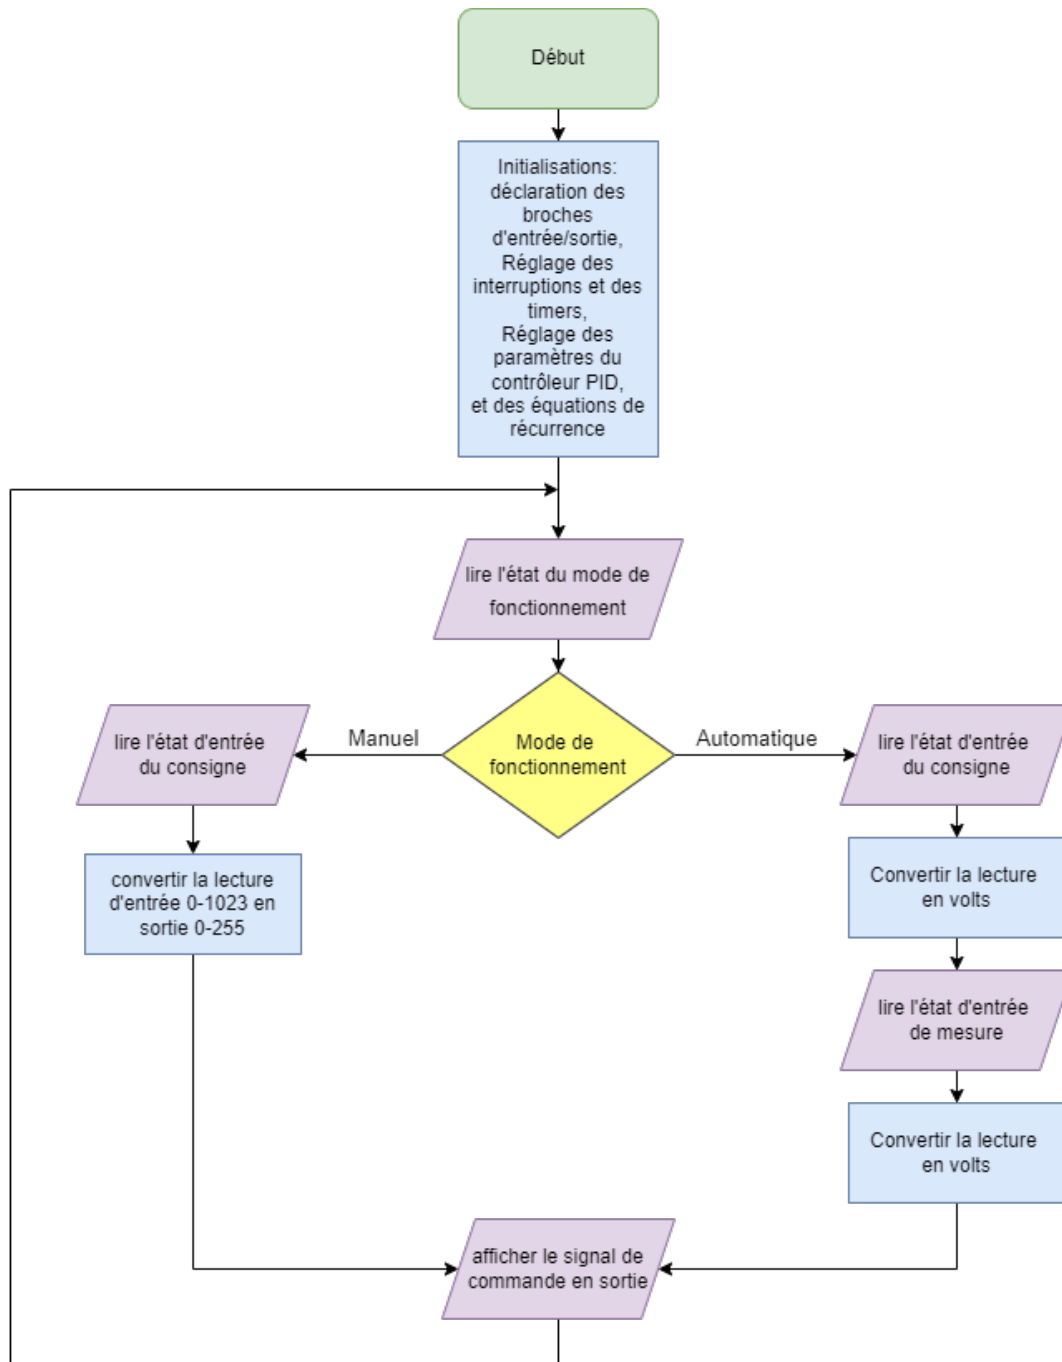 Début
Initialisations:
déclaration des
broches
d'entrée/sortie,
Réglage des
interruptions et des
timers,
Réglage des
paramètres du
contrôleur PID,
et des équations de
récurrence
lire l'état du mode de
fonctionnement
Mode de
fonctionnement
Manuel
Automatique
lire l'état d'entrée
du consigne
convertir la lecture
d'entrée 0-1023 en
sortie 0-255
lire l'état d'entrée
du consigne
Convertir la lecture
en volts
lire l'état d'entrée
de mesure
Convertir la lecture
en volts
afficher le signal de
commande en sortie